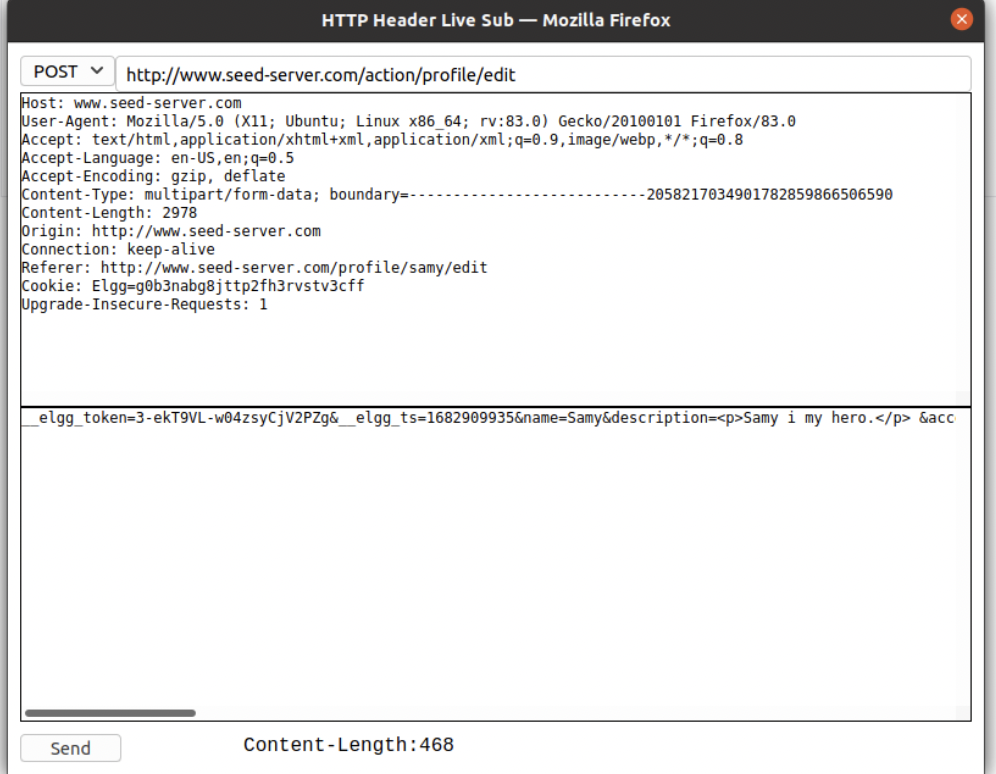 HTTP Header Live Sub — Mozilla Firefox
POST http://www.seed-server.com/action/profile/edit
Host: www.seed-server.com
User-Agent: Mozilla/5.0 (X11; Ubuntu; Linux x86_64; rv:83.0) Gecko/20100101 Firefox/83.0
Accept: text/html,application/xhtml+xml,application/xml;q=0.9,image/webp,*/*;q=0.8
Accept-Language: en-US,en;q=0.5
Accept-Encoding: gzip, deflate
Content-Type: multipart/form-data; boundary=---------------------------2058217034901782859866506590
Content-Length: 2978
Origin: http://www.seed-server.com
Connection: keep-alive
Referer: http://www.seed-server.com/profile/samy/edit
Cookie: Elgg=g0b3nabg8jttp2fh3rvstv3cff
Upgrade-Insecure-Requests: 1
__elgg_token=3-ekT9VL-w04zsyCjV2PZg&__elgg_ts=1682909935&name=Samy&description=<p>Samy i my hero.</p> &acc
Send Content-Length:468